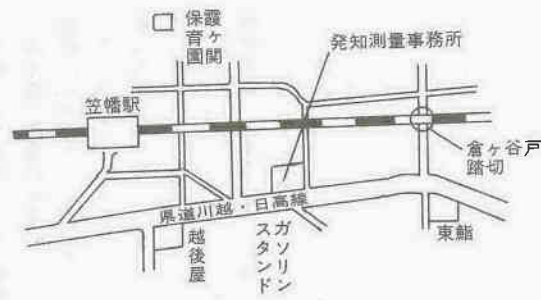 保育園
霞ヶ関
発知測量事務所
笠幡駅
倉ヶ谷戸
踏切
県道川越・日高線
越後屋
ガソリン
スタンド
東鮨